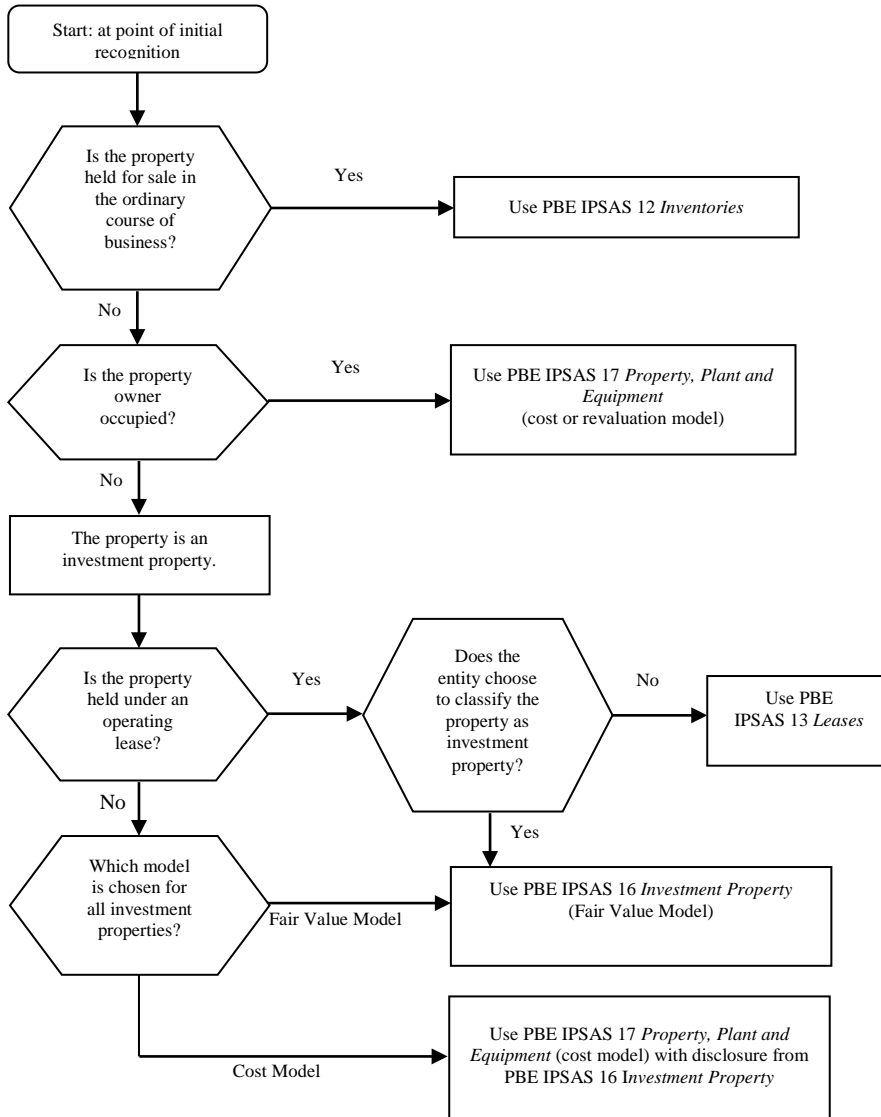 Start: at point of initial
recognition
Is the property
held for sale in
the ordinary
course of
business?
Yes
Use PBE IPSAS 12 Inventories
No
Is the property
owner
occupied?
Yes
Use PBE IPSAS 17 Property, Plant and
Equipment
(cost or revaluation model)
No
The property is an
investment property.
Is the property
held under an
operating
lease?
Yes
Does the
entity choose
to classify the
property as
investment
property?
No
Use PBE
IPSAS 13 Leases
No
Yes
Which model
is chosen for
all investment
properties?
Fair Value Model
Use PBE IPSAS 16 Investment Property
(Fair Value Model)
Cost Model
Use PBE IPSAS 17 Property, Plant and
Equipment (cost model) with disclosure from
PBE IPSAS 16 Investment Property